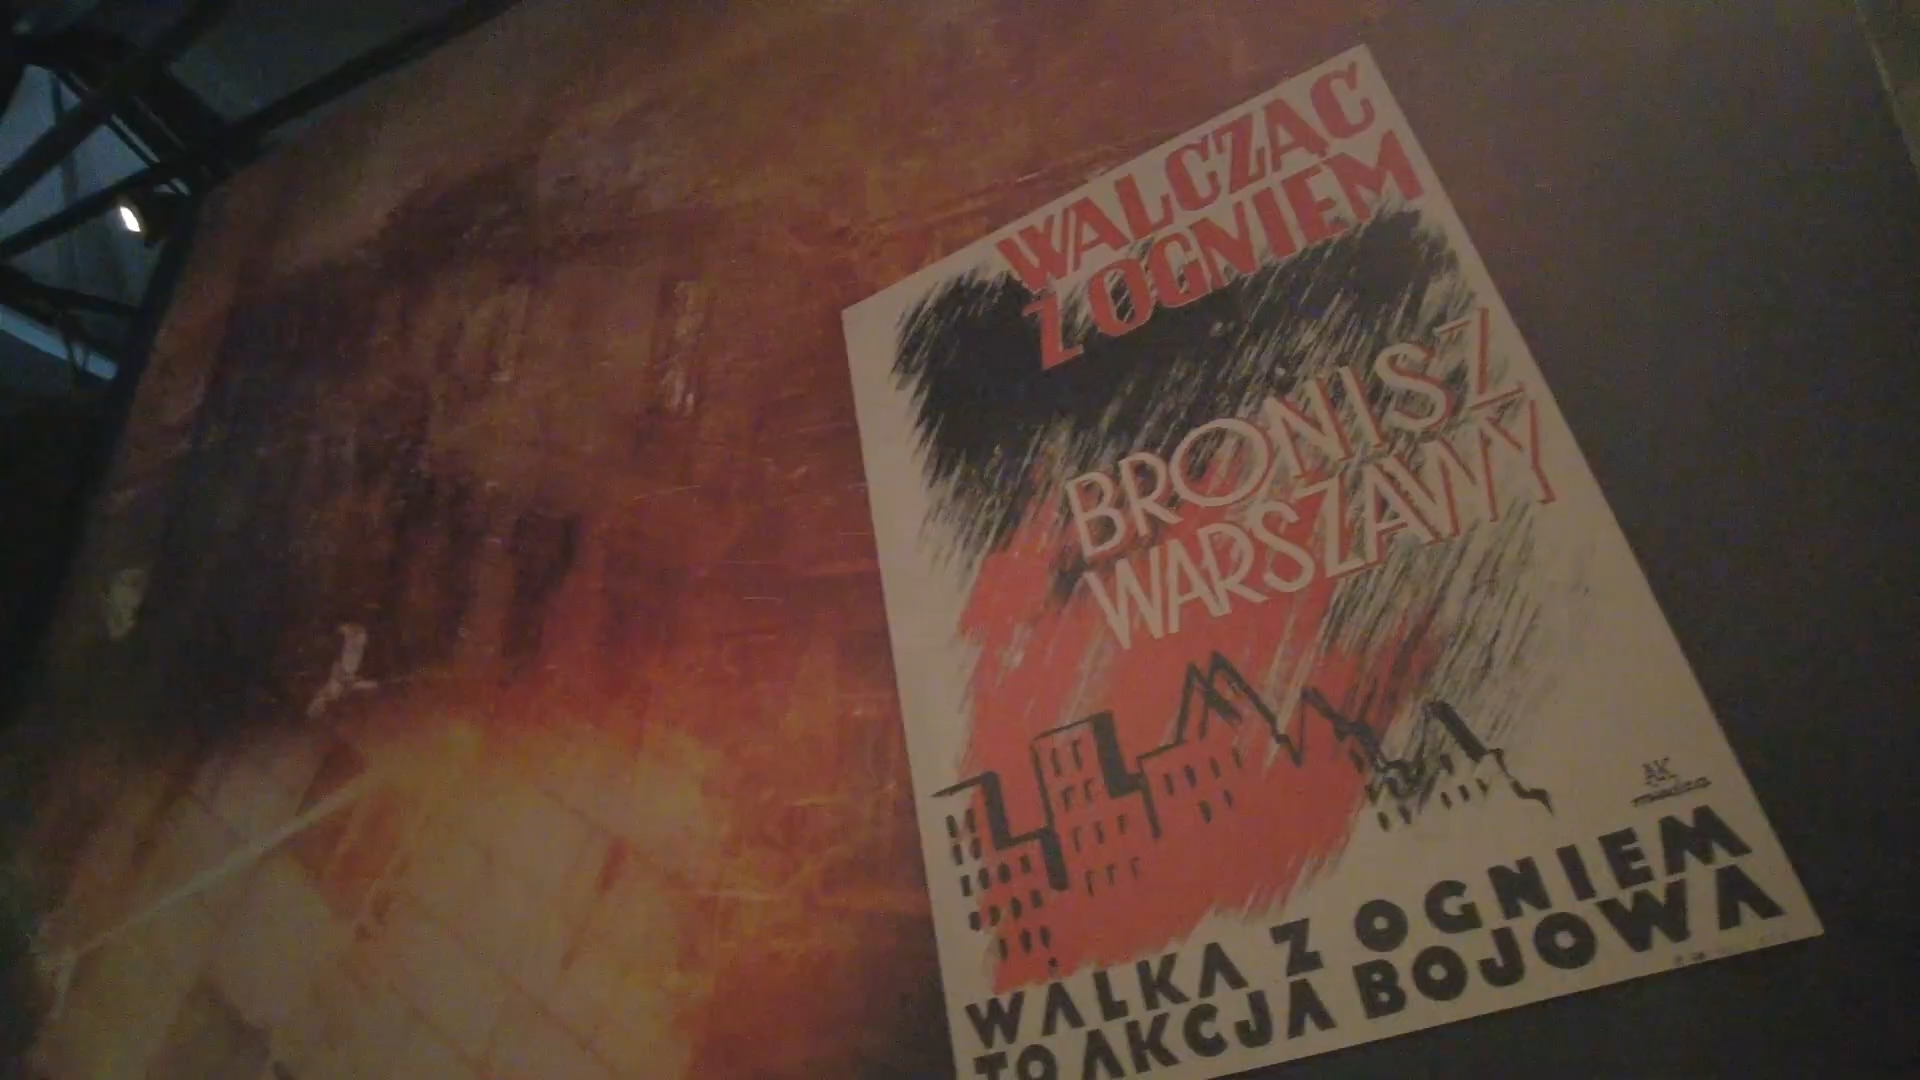 WALCZĄC
Z OGNIEM
BRONISZ
WARSZAWY
AK
WALKA Z OGNIEM
TO AKCJA BOJOWA